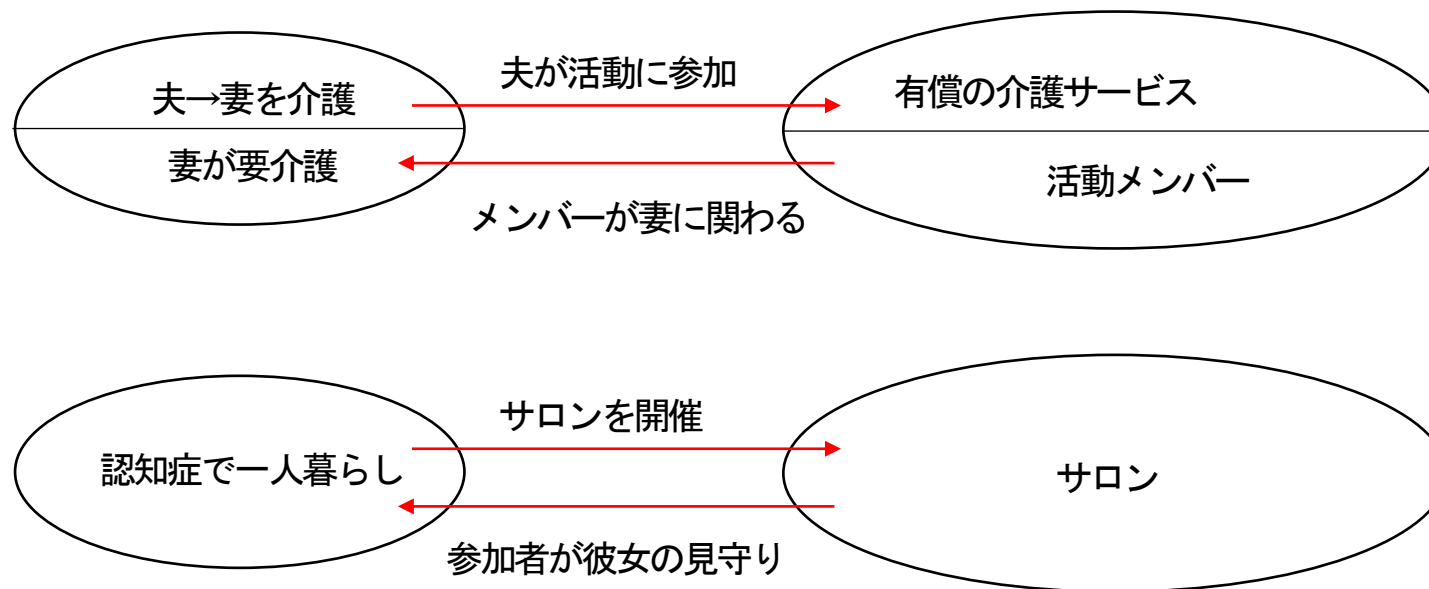 夫→妻を介護
妻が要介護
夫が活動に参加
メンバーが妻に関わる
有償の介護サービス
活動メンバー
認知症で一人暮らし
サロンを開催
参加者が彼女の見守り
サロン